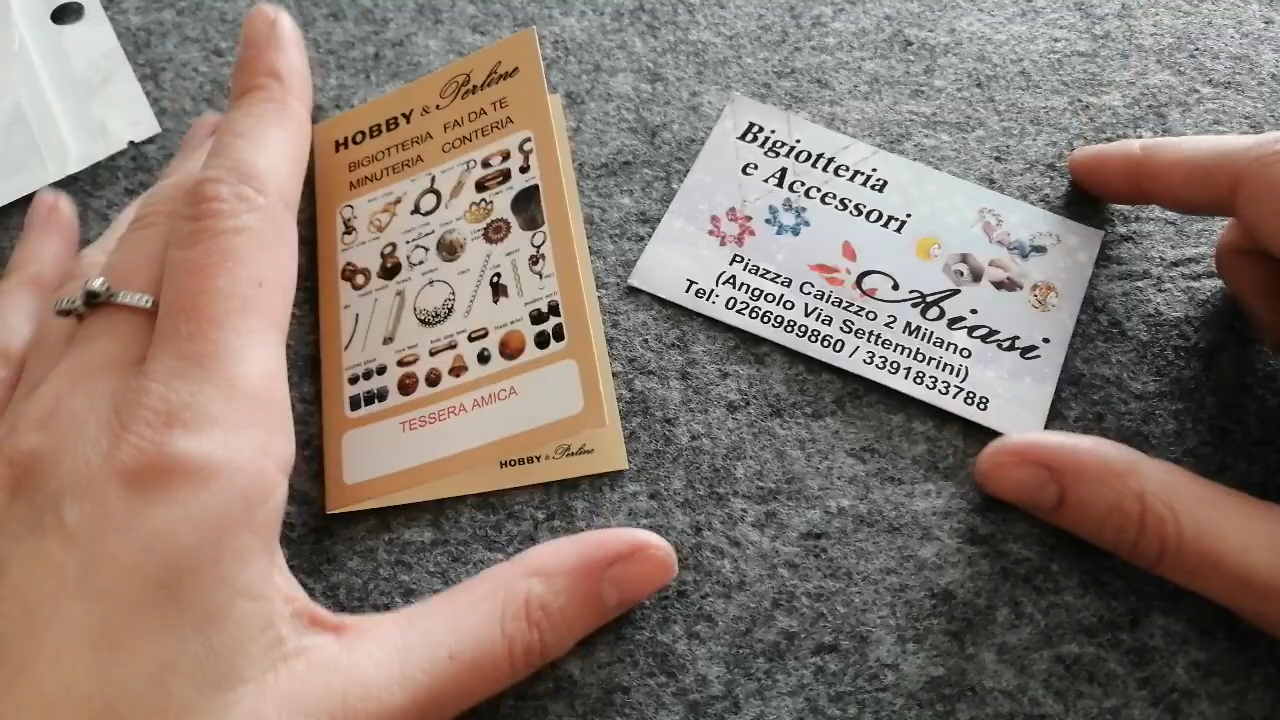 HOBBY & Perline
BIGIOTTERIA FAI DA TE
MINUTERIA CONTERIA
TESSERA AMICA
HOBBY & Perline
Bigiotteria
e Accessori
Aiasi
Piazza Caiazzo 2 Milano
(Angolo Via Settembrini)
Tel: 0266989860 / 3391833788